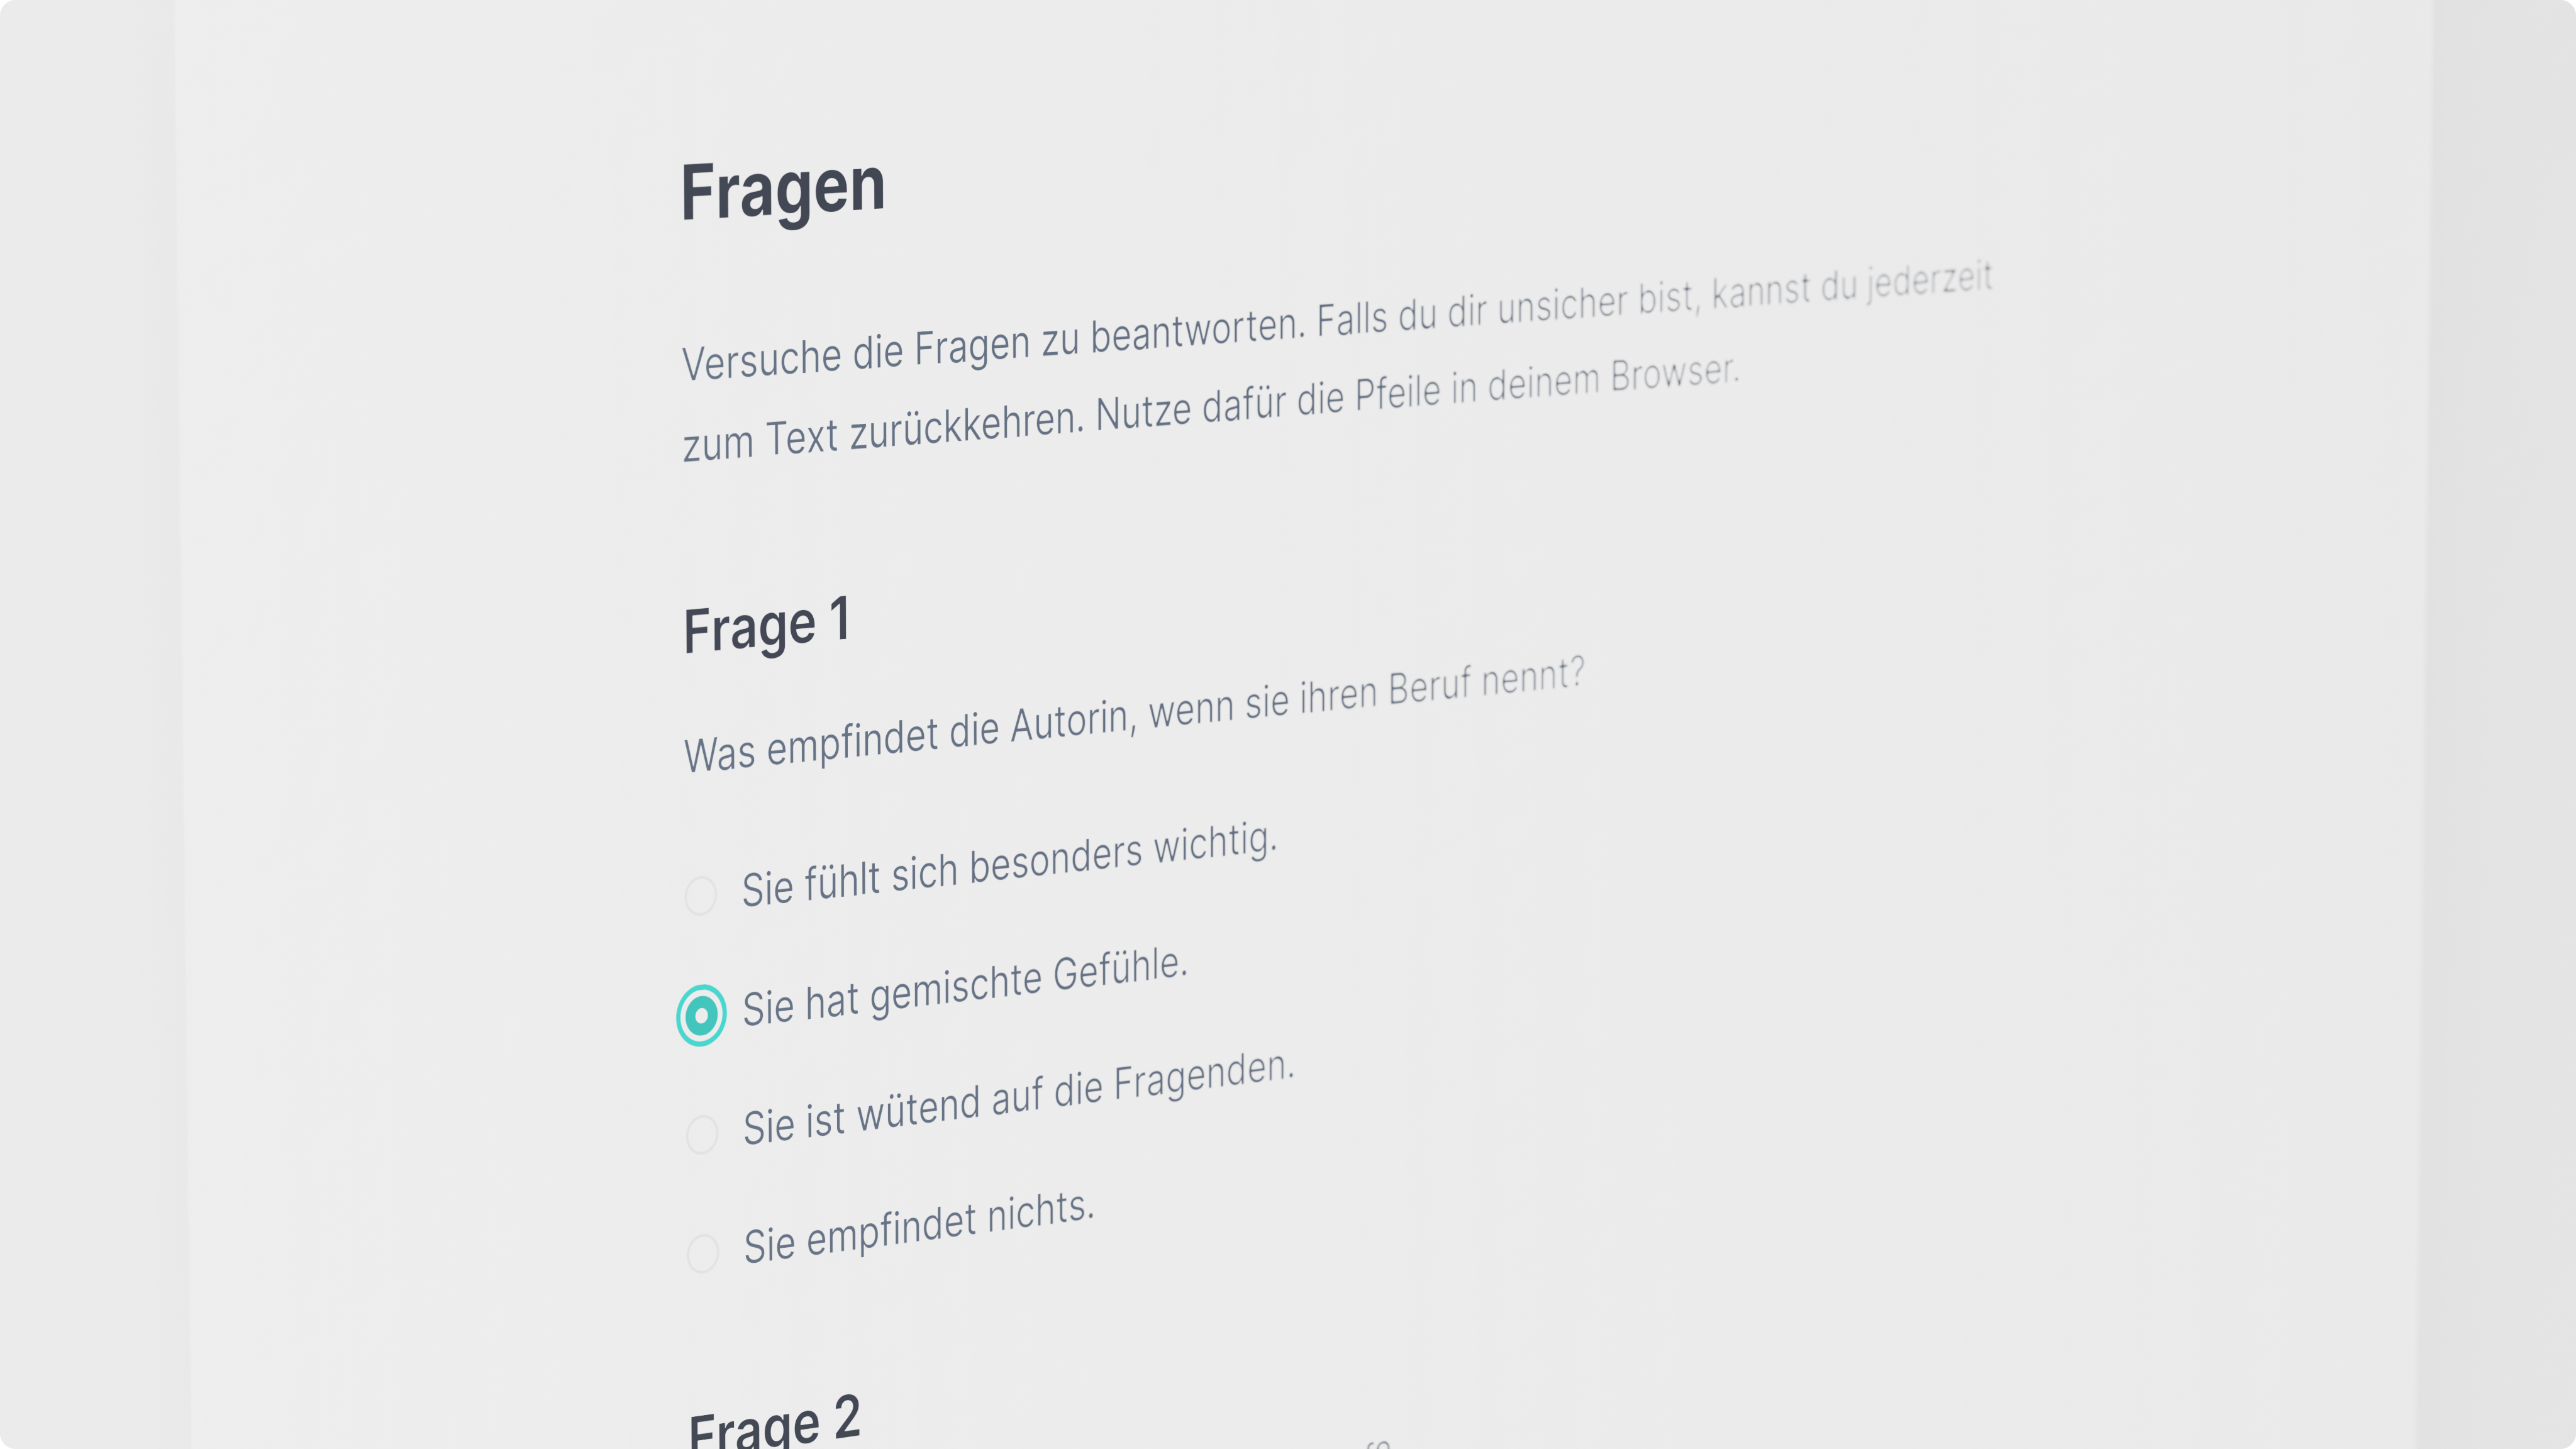 Fragen
Versuche die Fragen zu beantworten. Falls du dir unsicher bist, kannst du jederzeit
zum Text zurückkehren. Nutze dafür die Pfeile in deinem Browser.
Frage 1
Was empfindet die Autorin, wenn sie ihren Beruf nennt?
Sie fühlt sich besonders wichtig.
Sie hat gemischte Gefühle.
Sie ist wütend auf die Fragenden.
Sie empfindet nichts.
Frage 2